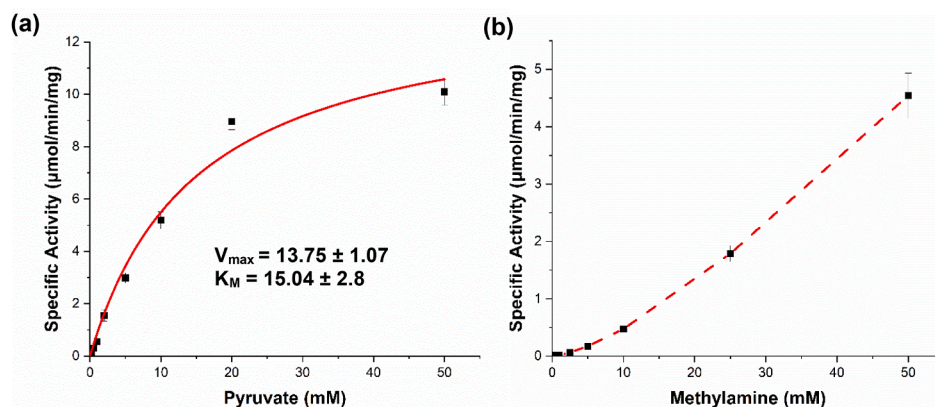 (a)
Specific Activity (µmol/min/mg)
12
10
8
6
4
2
0
V_max = 13.75 ± 1.07
K_M = 15.04 ± 2.8
0 10 20 30 40 50
Pyruvate (mM)
(b)
Specific Activity (µmol/min/mg)
5
4
3
2
1
0
0 10 20 30 40 50
Methylamine (mM)